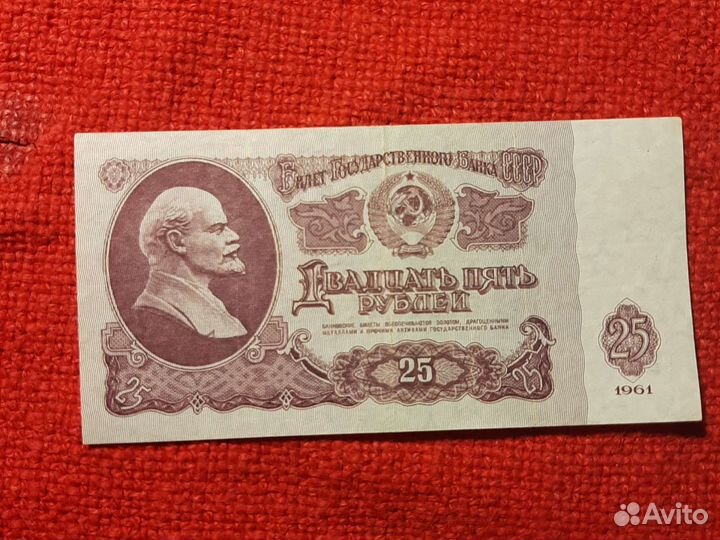 Билет Государственного Банка СССР
Двадцать пять
рублей
БАНКОВСКИЕ БИЛЕТЫ ОБЕСПЕЧИВАЮТСЯ ЗОЛОТОМ, ДРАГОЦЕННЫМИ
МЕТАЛЛАМИ И ПРОЧИМИ АКТИВАМИ ГОСУДАРСТВЕННОГО БАНКА
25
25
25
25
1961
Avito